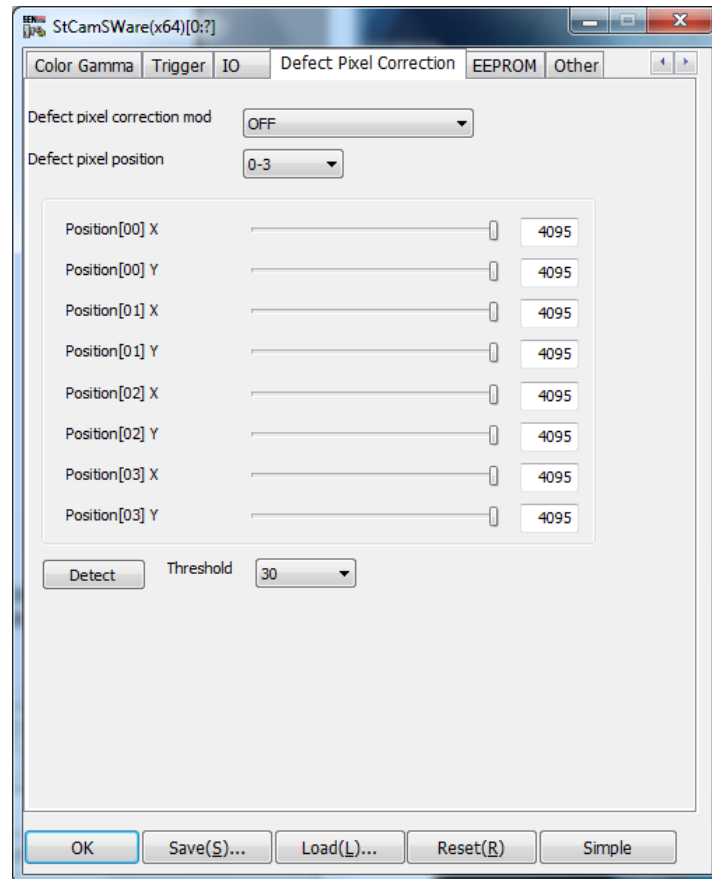 StCamSWare(x64)[0:?]
Color Gamma Trigger IO Defect Pixel Correction EEPROM Other
Defect pixel correction mod OFF
Defect pixel position 0-3
Position[00] X 4095
Position[00] Y 4095
Position[01] X 4095
Position[01] Y 4095
Position[02] X 4095
Position[02] Y 4095
Position[03] X 4095
Position[03] Y 4095
Detect Threshold 30
OK Save(S)... Load(L)... Reset(R) Simple